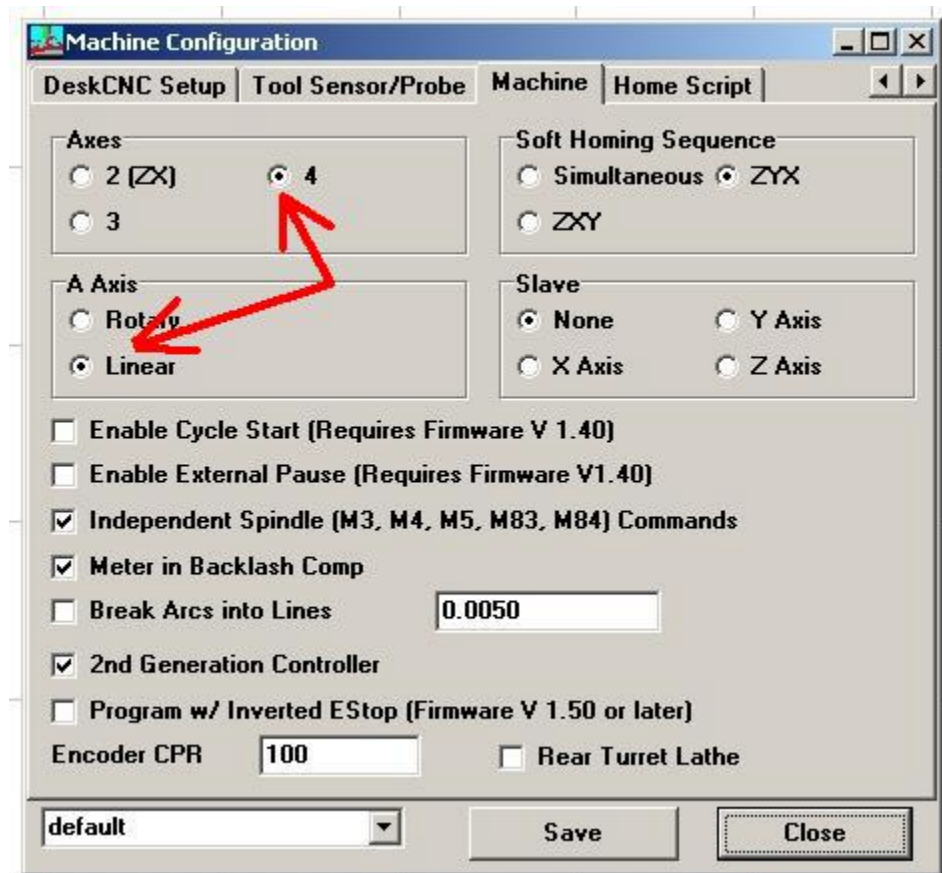 Machine Configuration
DeskCNC Setup Tool Sensor/Probe Machine Home Script
Axes
2 (ZX) 4
3
Soft Homing Sequence
Simultaneous ZYX
ZXY
A Axis
Rotary
Linear
Slave
None Y Axis
X Axis Z Axis
Enable Cycle Start (Requires Firmware V 1.40)
Enable External Pause (Requires Firmware V1.40)
Independent Spindle (M3, M4, M5, M83, M84) Commands
Meter in Backlash Comp
Break Arcs into Lines 0.0050
2nd Generation Controller
Program w/ Inverted EStop (Firmware V 1.50 or later)
Encoder CPR 100 Rear Turret Lathe
default Save Close